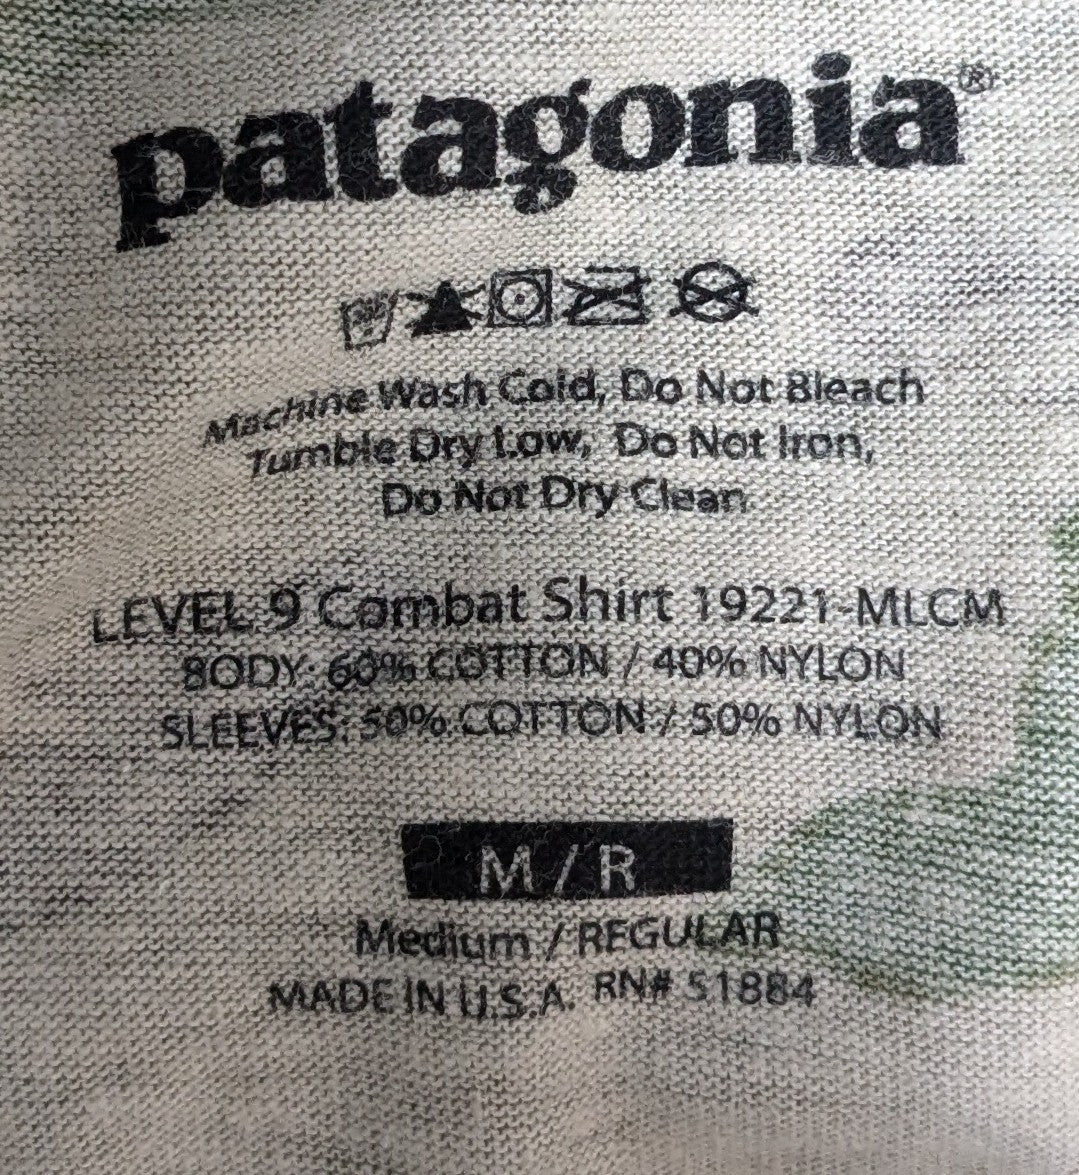 patagonia®
Machine Wash Cold, Do Not Bleach
Tumble Dry Low, Do Not Iron,
Do Not Dry Clean
LEVEL 9 Combat Shirt 19221-MLCM
BODY: 60% COTTON / 40% NYLON
SLEEVES: 50% COTTON / 50% NYLON
M / R
Medium / REGULAR
MADE IN U.S.A. RN# 51884